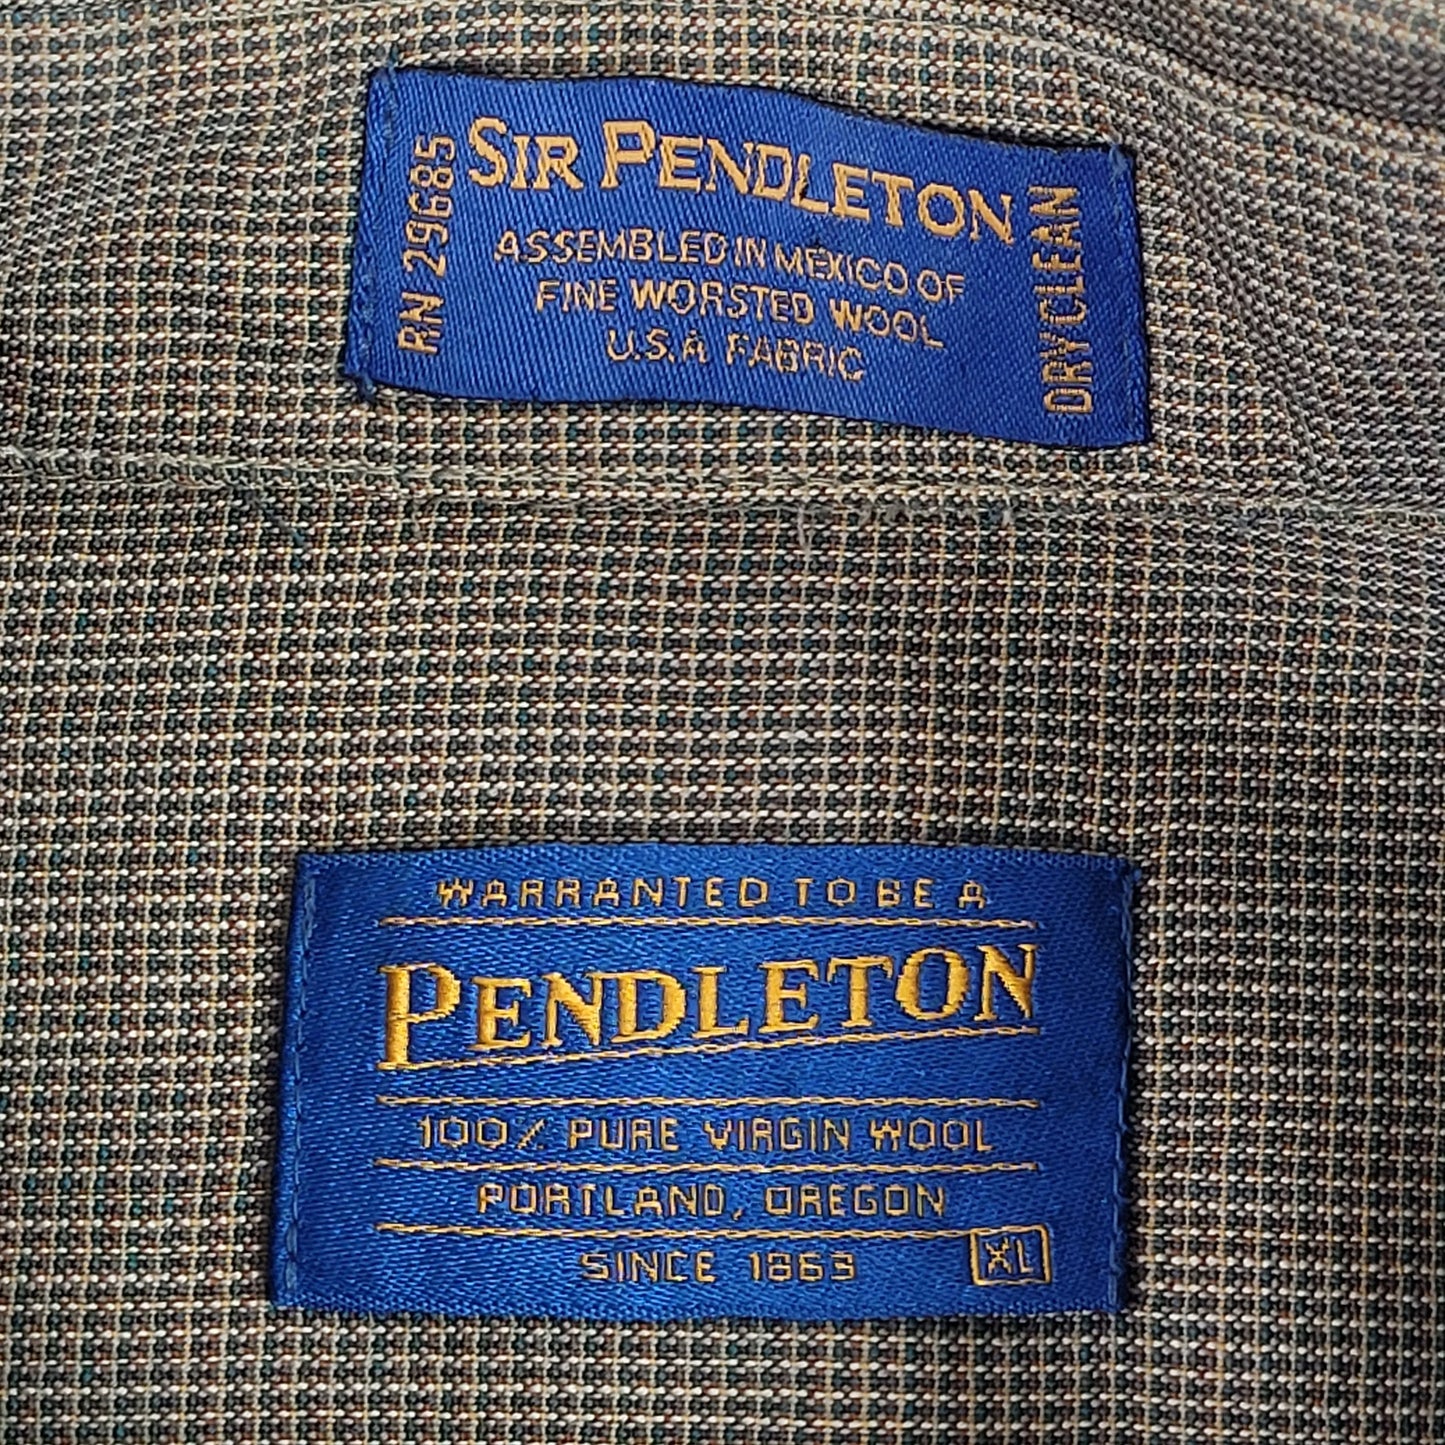 SIR PENDLETON
RN 29685
ASSEMBLED IN MEXICO OF
FINE WORSTED WOOL
U.S.A FABRIC
DRY CLEAN
WARRANTED TO BE A
PENDLETON
100% PURE VIRGIN WOOL
PORTLAND, OREGON
SINCE 1863
XL